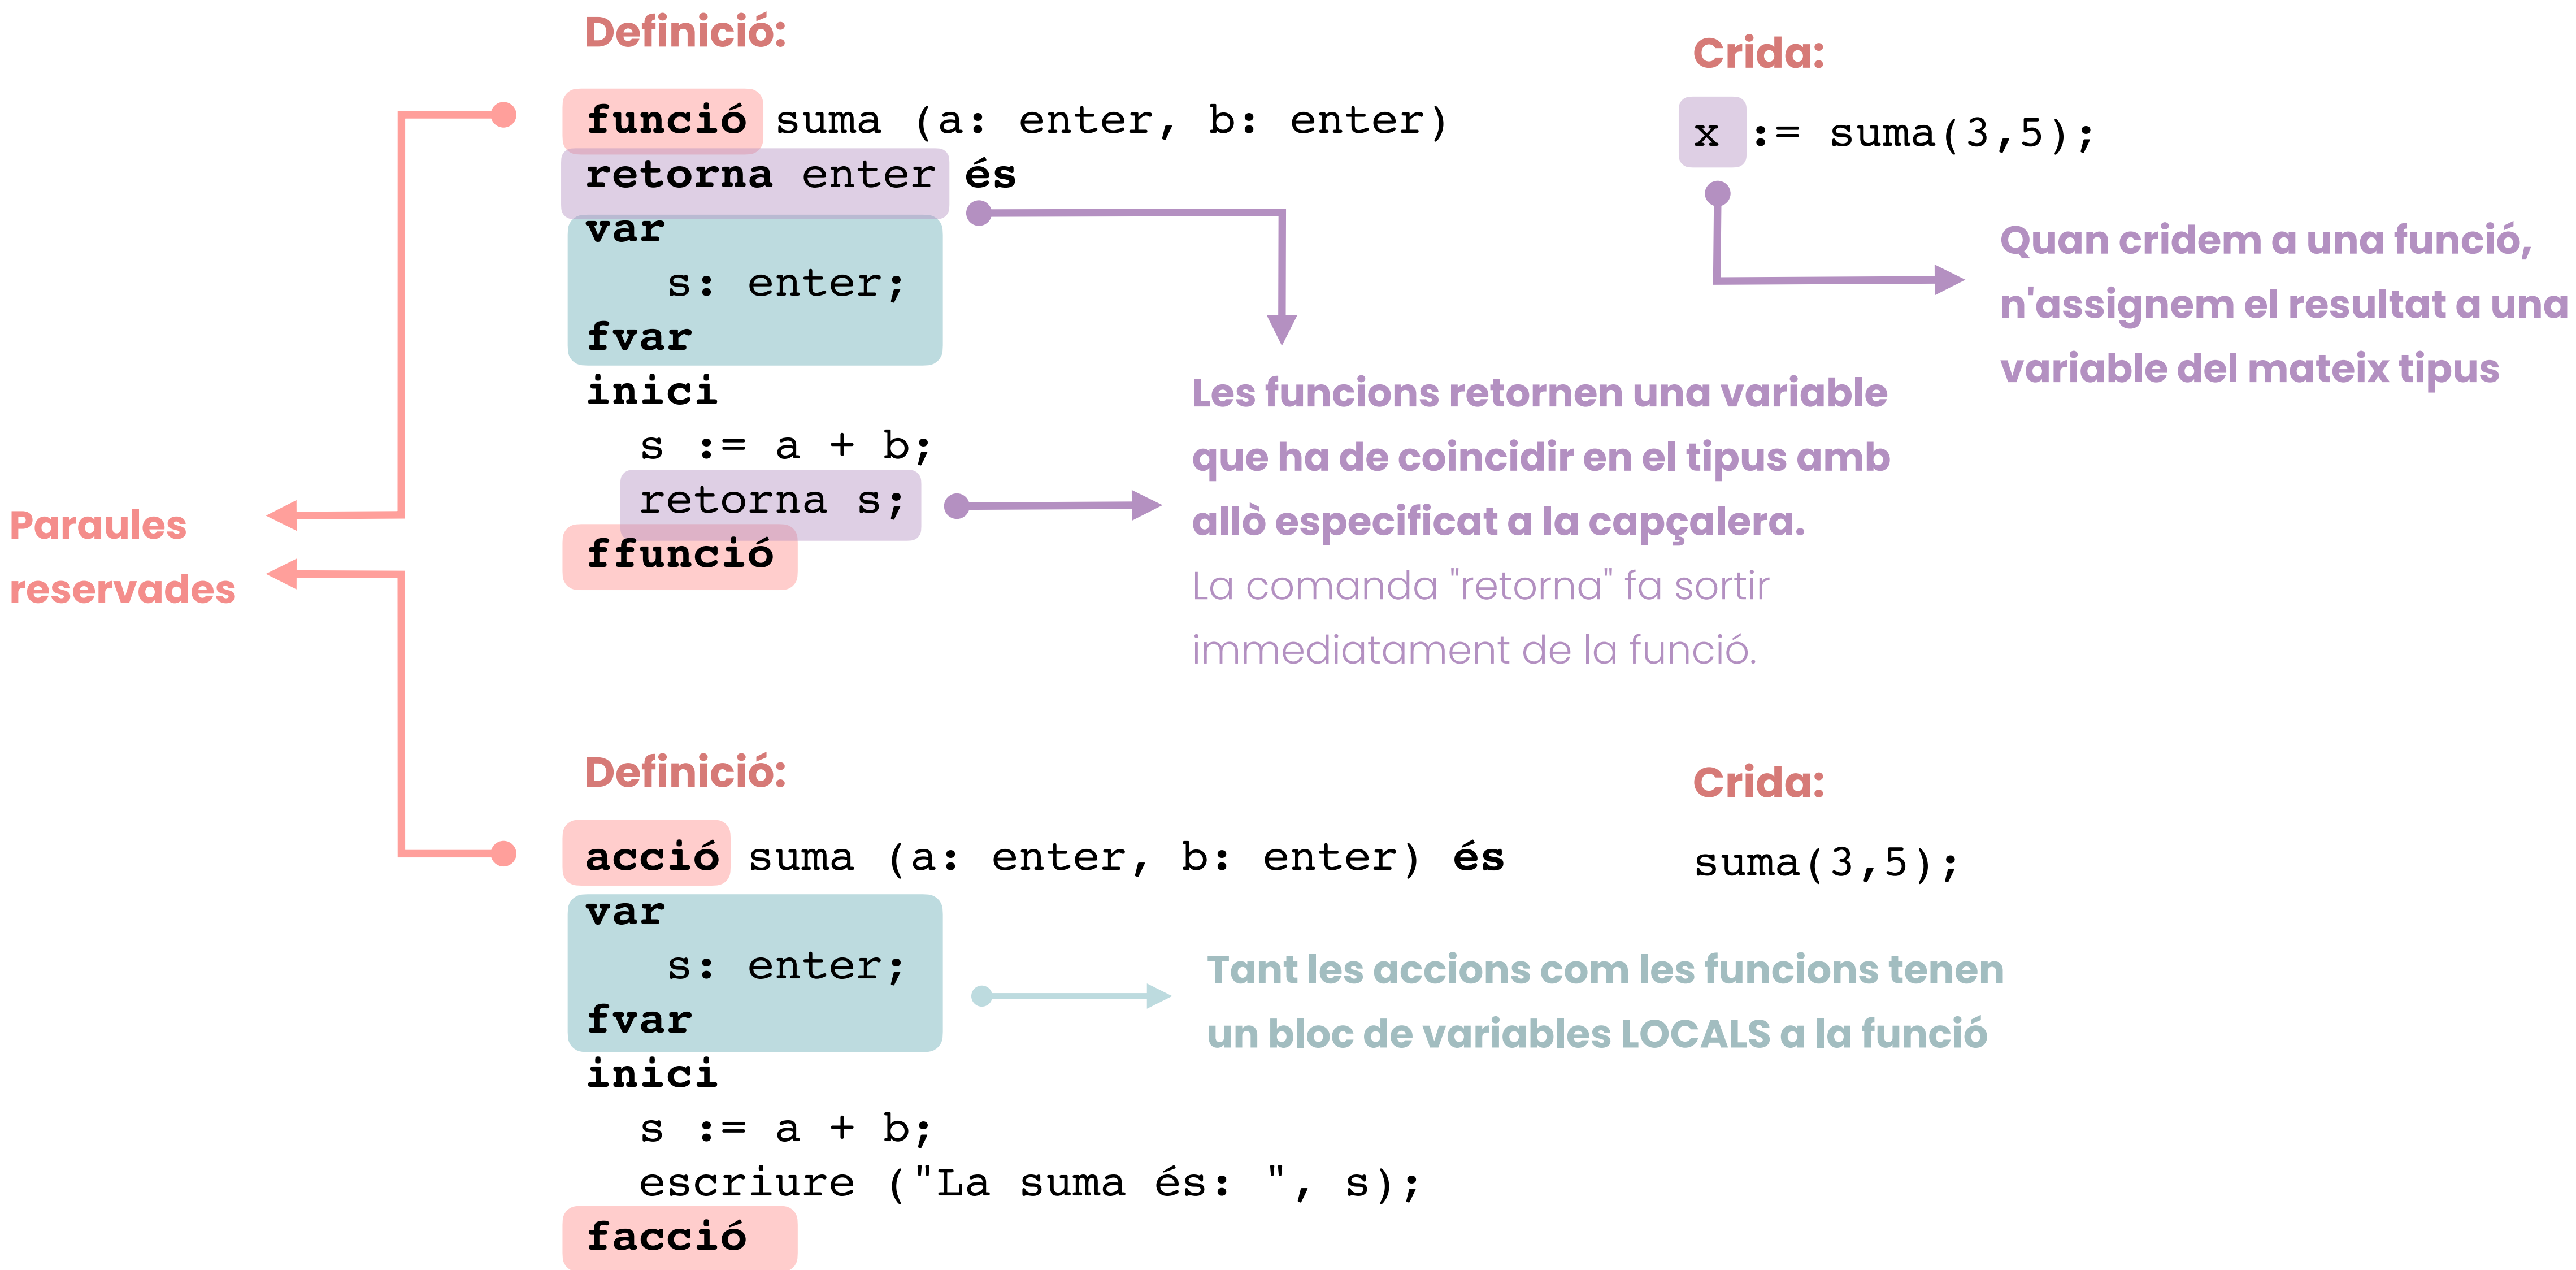 Definició:
funció suma (a: enter, b: enter)
retorna enter és
var
s: enter;
fvar
inici
s := a + b;
retorna s;
ffunció
Crida:
x := suma(3,5);
Quan cridem a una funció,
n'assignem el resultat a una
variable del mateix tipus
Les funcions retornen una variable
que ha de coincidir en el tipus amb
allò especificat a la capçalera.
La comanda "retorna" fa sortir
immediatament de la funció.
Paraules
reservades
Definició:
acció suma (a: enter, b: enter) és
var
s: enter;
fvar
inici
s := a + b;
escriure ("La suma és: ", s);
facció
Crida:
suma(3,5);
Tant les accions com les funcions tenen
un bloc de variables LOCALS a la funció